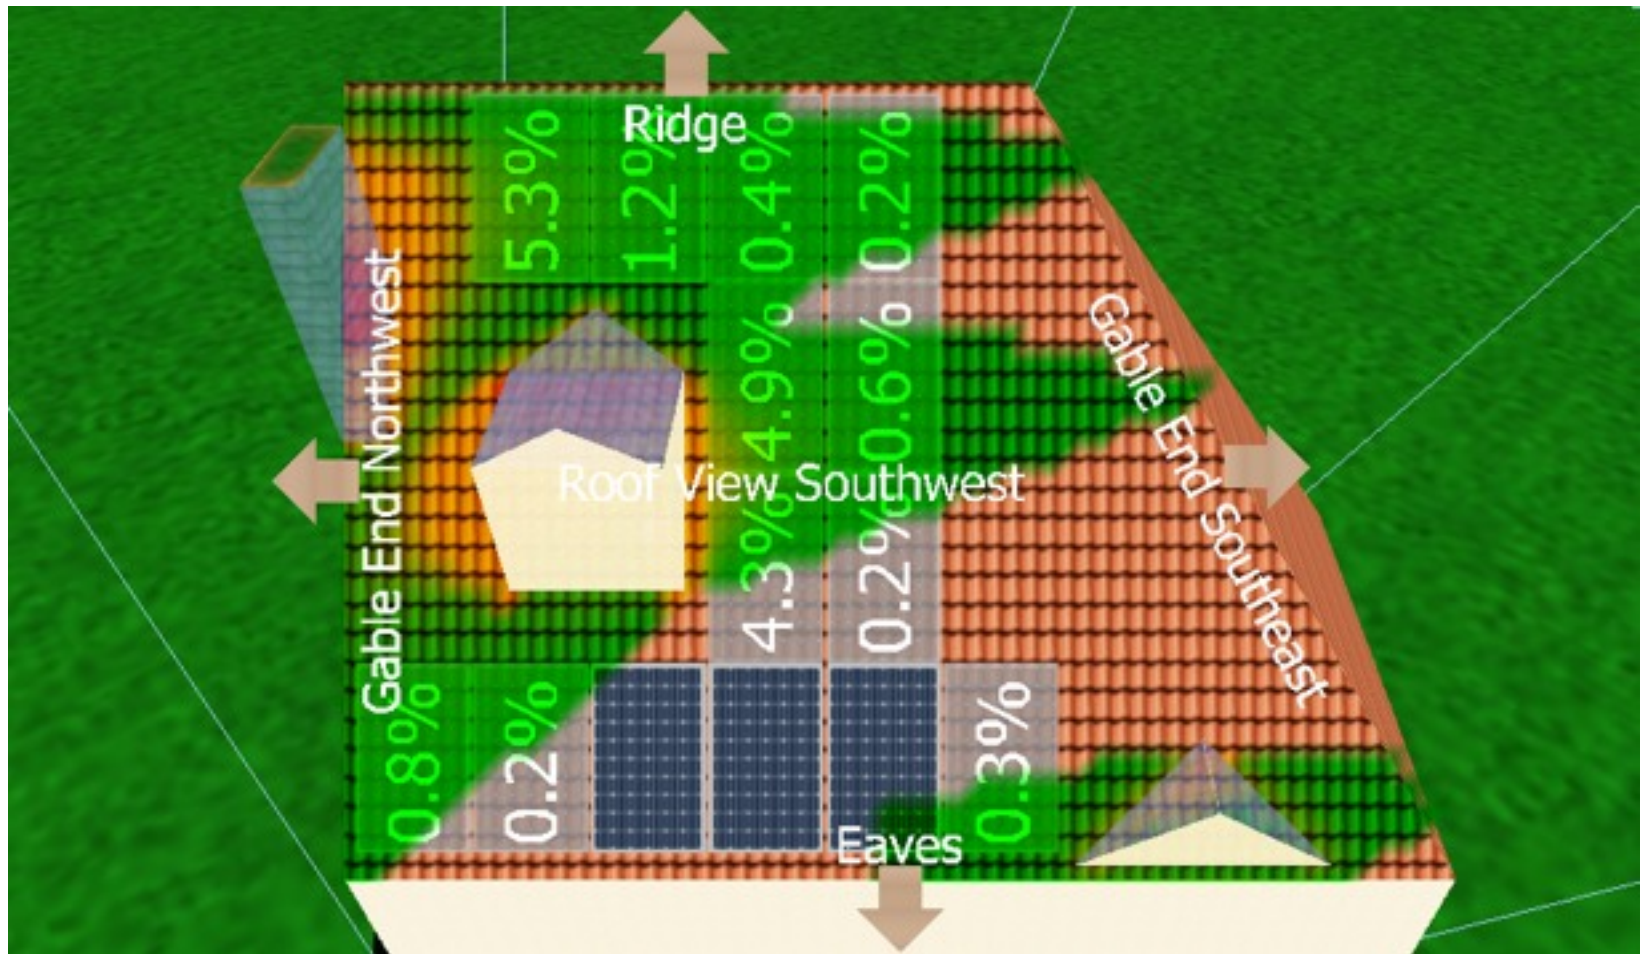 Ridge
5.3%
1.2%
0.4%
0.2%
Gable End Northwest
4.9%
0.6%
Gable End Southeast
Roof View Southwest
4.3%
0.2%
0.8%
0.2%
0.3%
Eaves